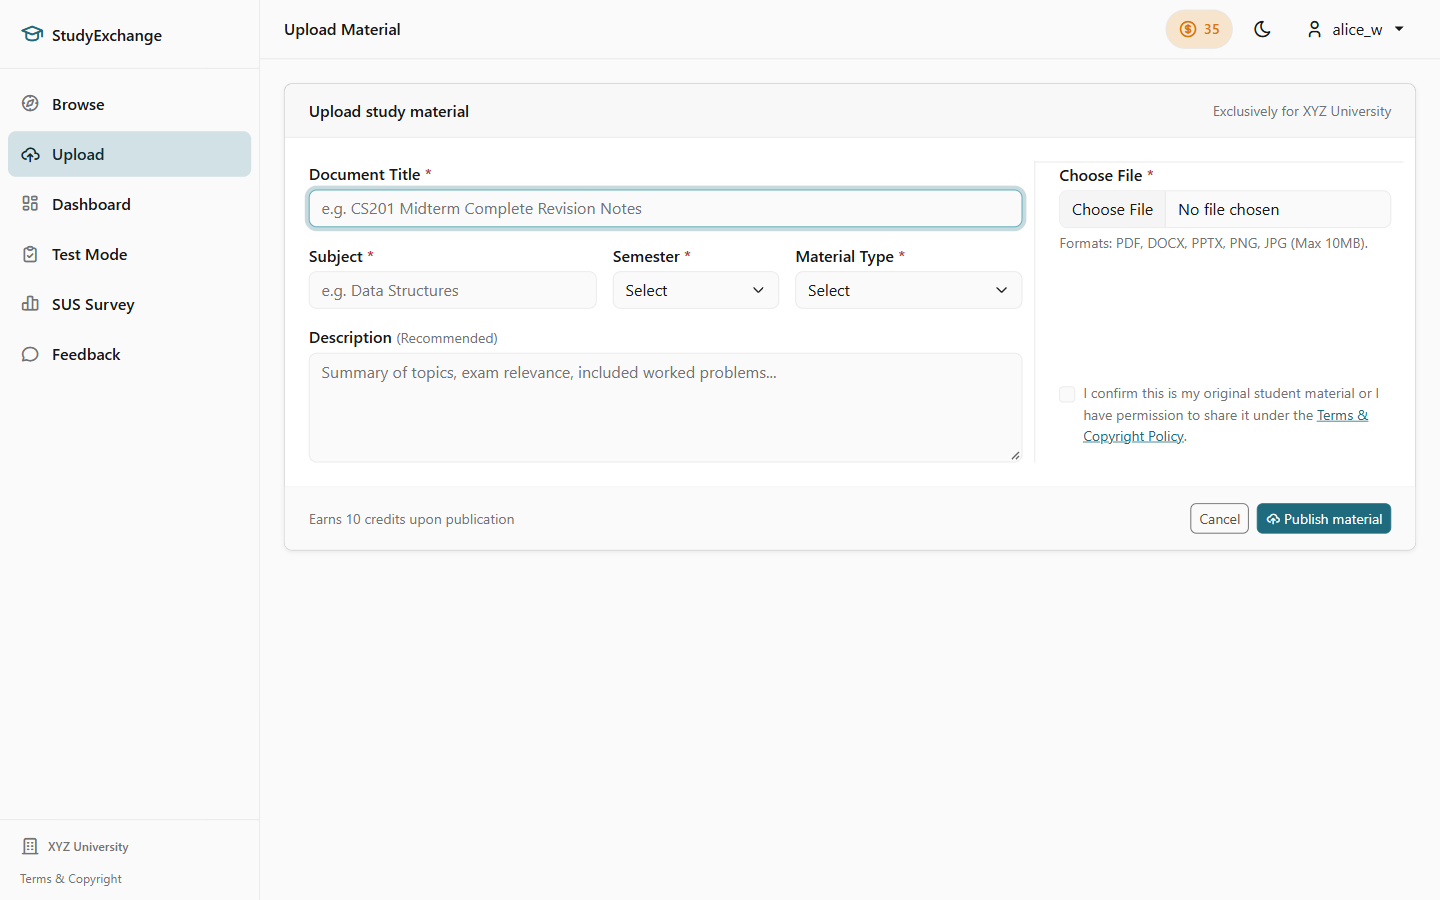 StudyExchange
Browse
Upload
Dashboard
Test Mode
SUS Survey
Feedback
XYZ University
Terms & Copyright
Upload Material
35
alice_w
Upload study material
Exclusively for XYZ University
Document Title *
e.g. CS201 Midterm Complete Revision Notes
Subject *
e.g. Data Structures
Semester *
Select
Material Type *
Select
Description (Recommended)
Summary of topics, exam relevance, included worked problems...
Choose File *
Choose File No file chosen
Formats: PDF, DOCX, PPTX, PNG, JPG (Max 10MB).
I confirm this is my original student material or I
have permission to share it under the Terms &
Copyright Policy.
Earns 10 credits upon publication
Cancel
Publish material